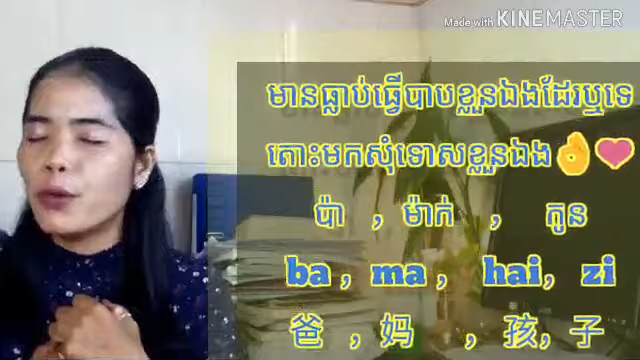 Made with KINEMASTER
មានធ្លាប់ធ្វើបាបខ្លួនឯងដែរឬទេ
តោះមកសុំទោសខ្លួនឯង👌💗
ប៉ា , ម៉ាក់ , កូន
ba , ma , hai, zi
爸 , 妈 , 孩, 子